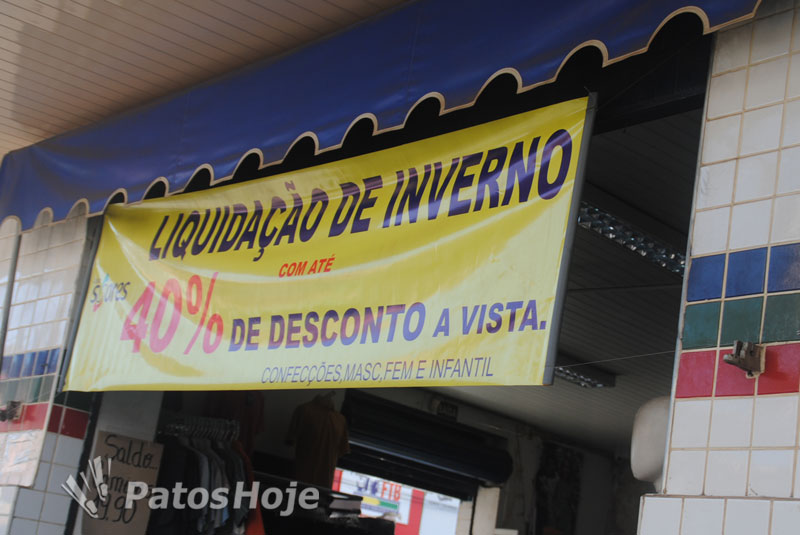 LIQUIDAÇÃO DE INVERNO
COM ATÉ
40% DE DESCONTO A VISTA.
CONFECÇÕES,MASC,FEM E INFANTIL
Saldo
PatosHoje